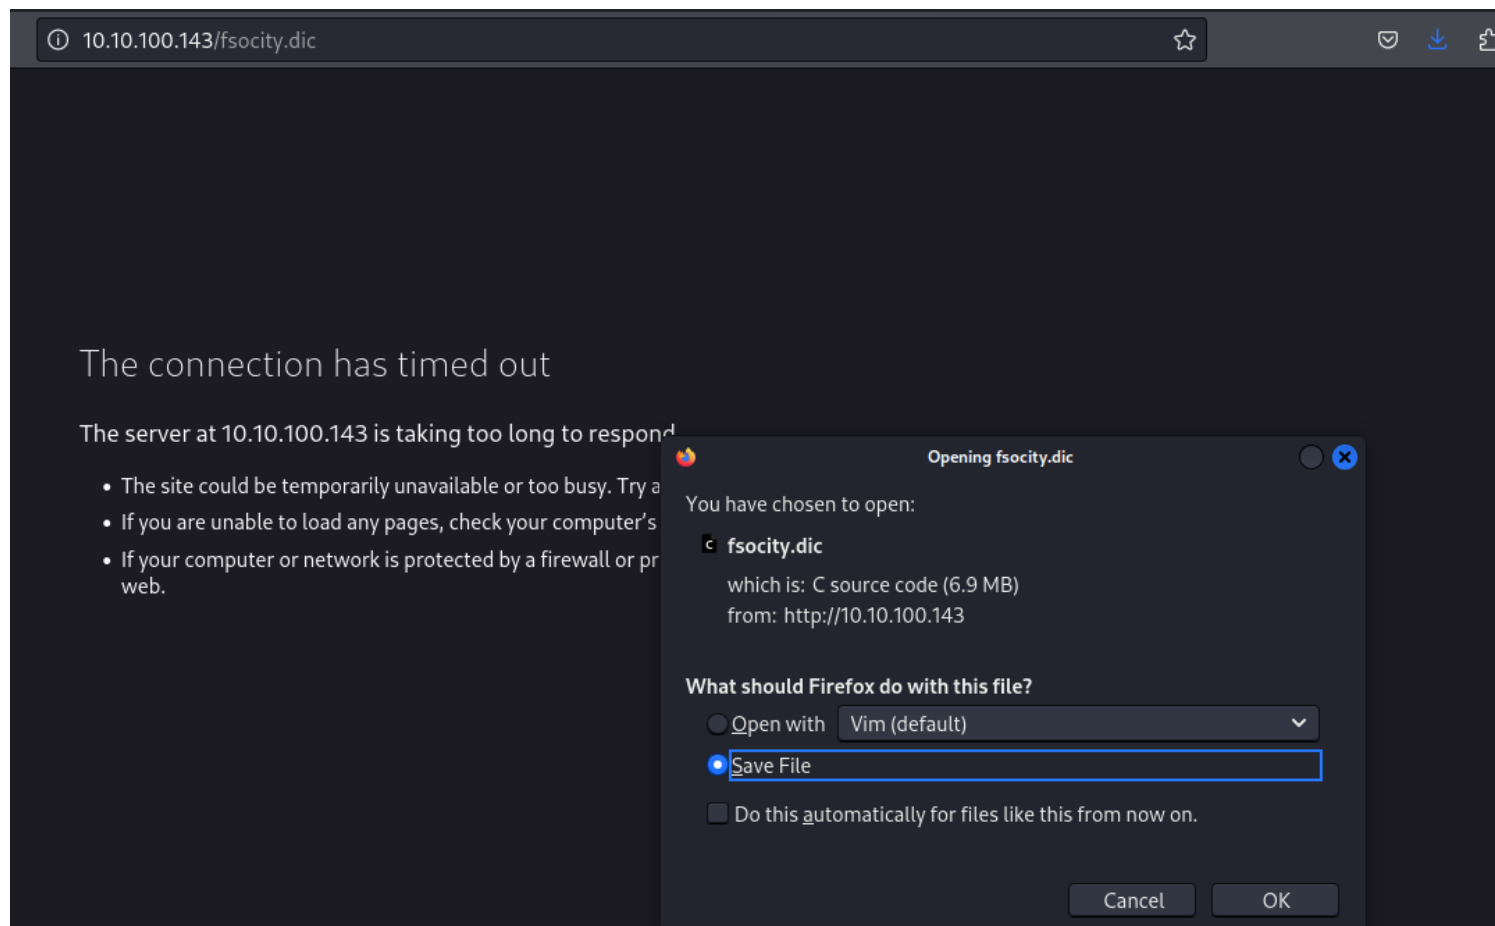 10.10.100.143/fsocity.dic
The connection has timed out
The server at 10.10.100.143 is taking too long to respond
The site could be temporarily unavailable or too busy. Try a
If you are unable to load any pages, check your computer’s
If your computer or network is protected by a firewall or pr
web.
Opening fsocity.dic
You have chosen to open:
fsocity.dic
which is: C source code (6.9 MB)
from: http://10.10.100.143
What should Firefox do with this file?
Open with Vim (default)
Save File
Do this automatically for files like this from now on.
Cancel OK